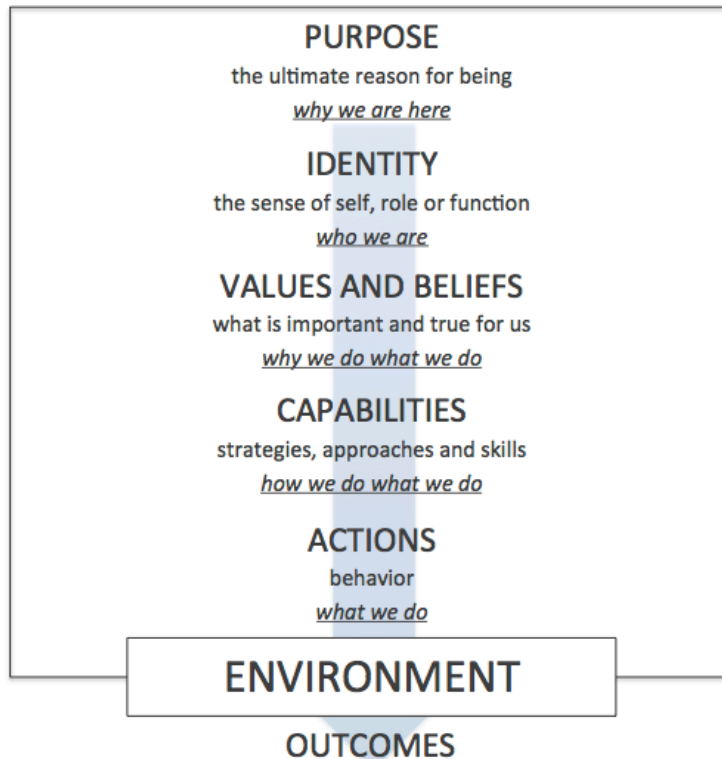 PURPOSE
the ultimate reason for being
why we are here
IDENTITY
the sense of self, role or function
who we are
VALUES AND BELIEFS
what is important and true for us
why we do what we do
CAPABILITIES
strategies, approaches and skills
how we do what we do
ACTIONS
behavior
what we do
ENVIRONMENT
OUTCOMES